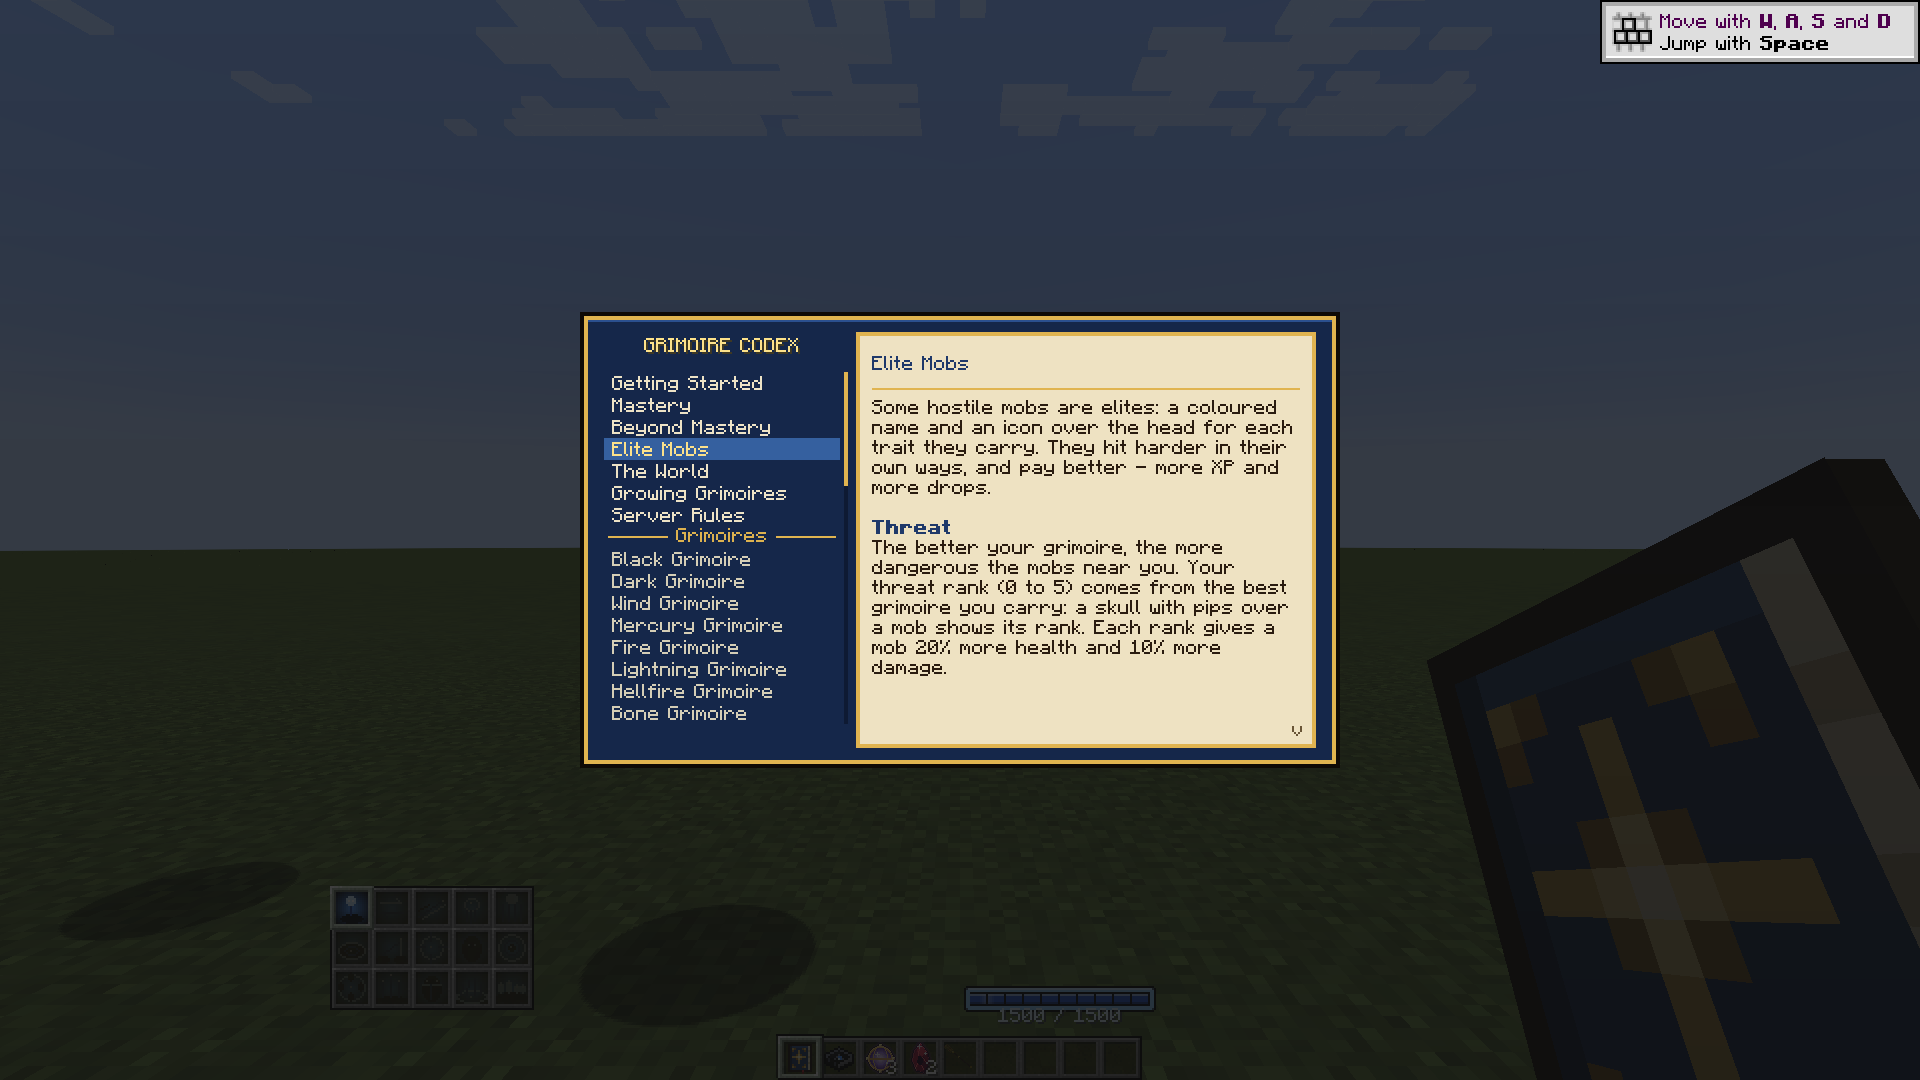 Move with W, A, S and D
Jump with Space
GRIMOIRE CODEX
Getting Started
Mastery
Beyond Mastery
Elite Mobs
The World
Growing Grimoires
Server Rules
Grimoires
Black Grimoire
Dark Grimoire
Wind Grimoire
Mercury Grimoire
Fire Grimoire
Lightning Grimoire
Hellfire Grimoire
Bone Grimoire
Elite Mobs
Some hostile mobs are elites: a coloured
name and an icon over the head for each
trait they carry. They hit harder in their
own ways, and pay better – more XP and
more drops.
Threat
The better your grimoire, the more
dangerous the mobs near you. Your
threat rank (0 to 5) comes from the best
grimoire you carry: a skull with pips over
a mob shows its rank. Each rank gives a
mob 20% more health and 10% more
damage.
v
1500 / 1500
3
2